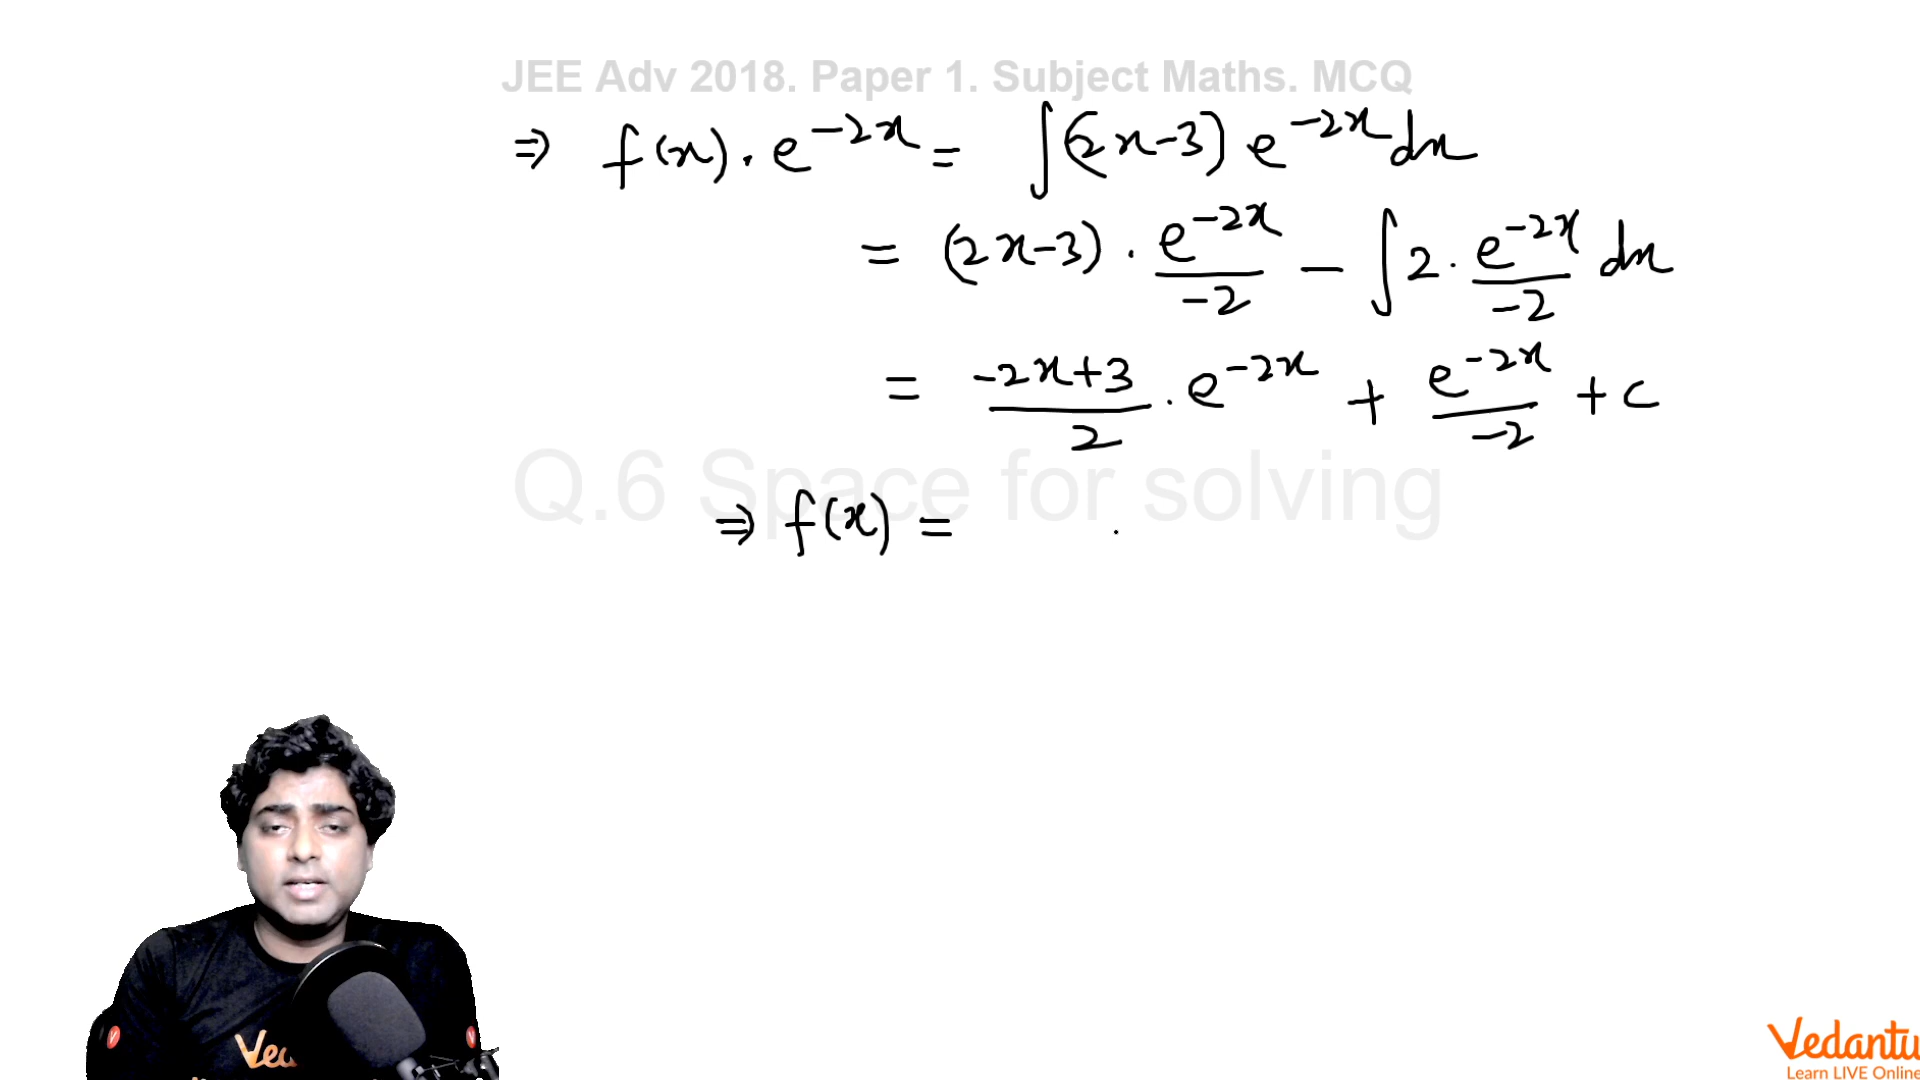 JEE Adv 2018. Paper 1. Subject Maths. MCQ
⇒ f(x) . e^{-2x} = ∫(2x-3) e^{-2x} dx
= (2x-3) . e^{-2x}/-2 - ∫ 2 . e^{-2x}/-2 dx
= -2x+3/2 . e^{-2x} + e^{-2x}/-2 + c
Q.6 Space for solving
⇒ f(x) =
Ved
Vedantu
Learn LIVE Online